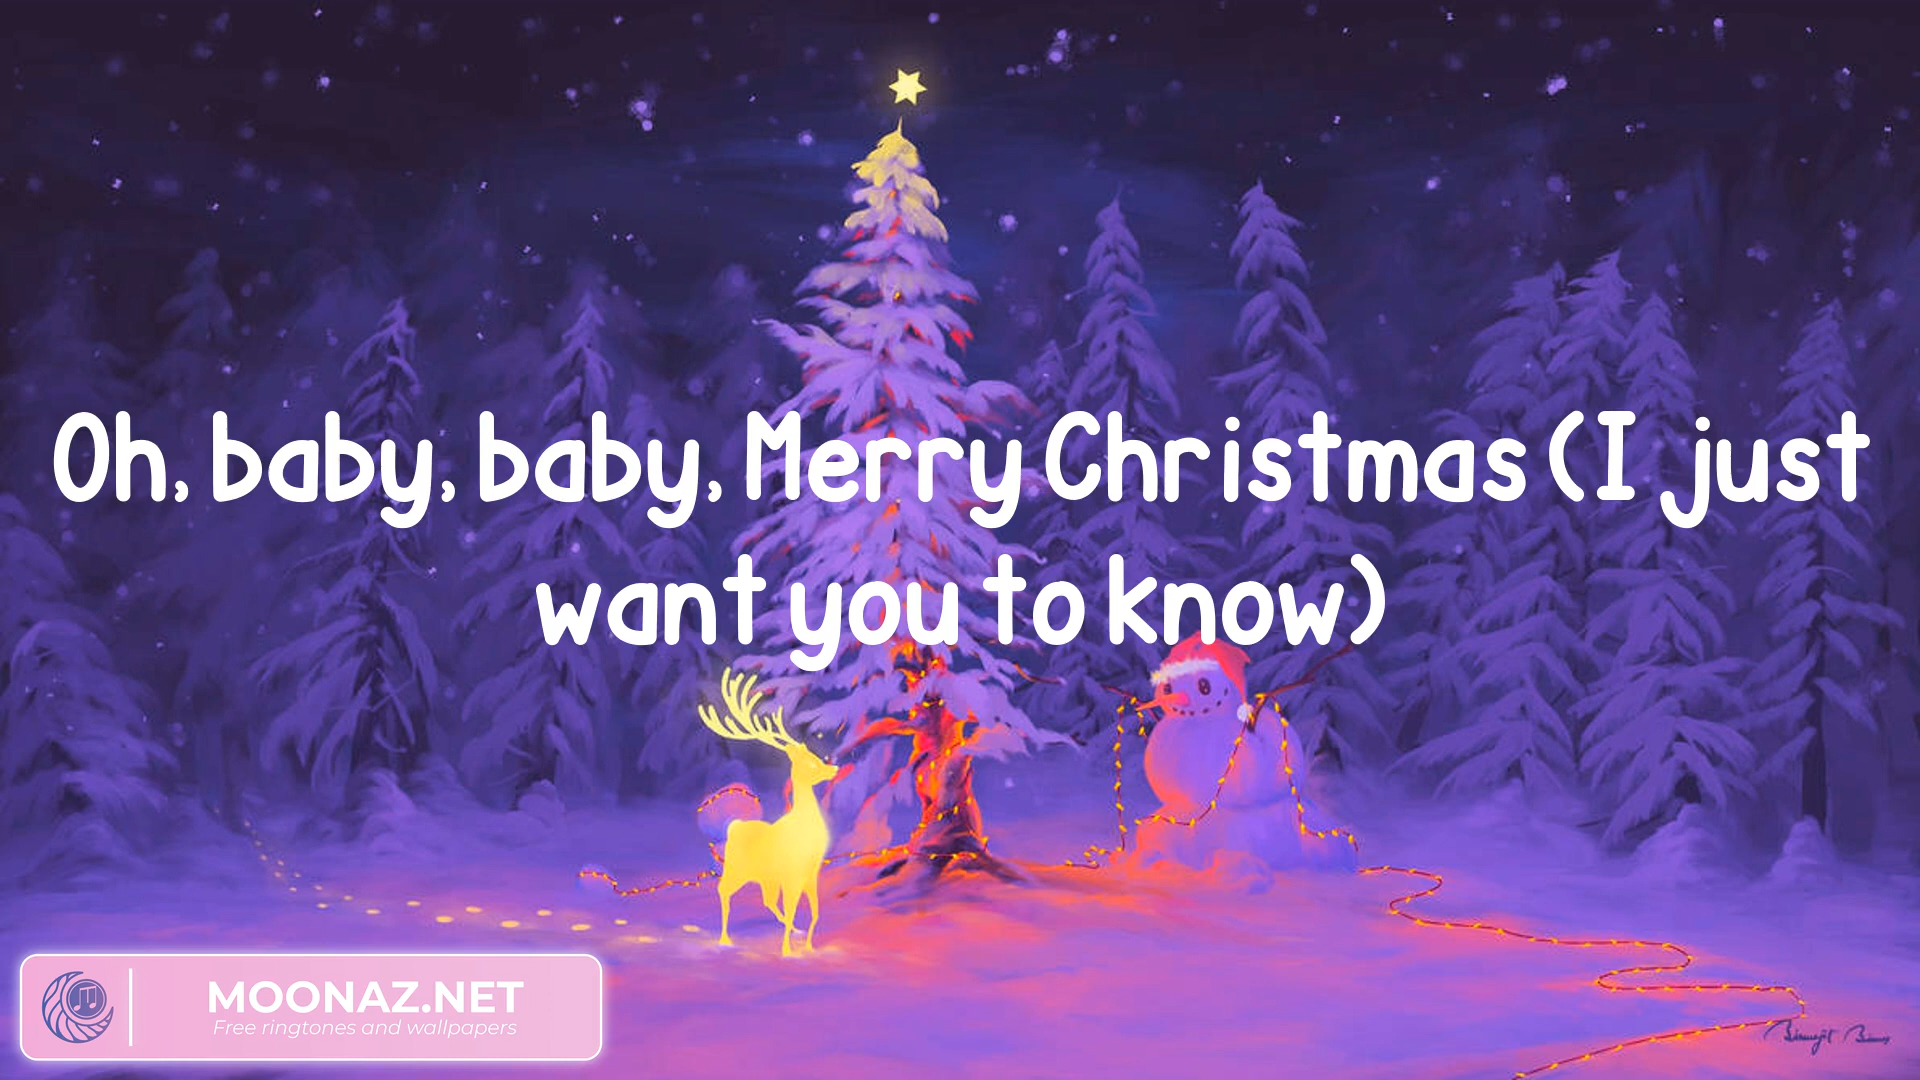 Oh, baby, baby, Merry Christmas (I just
want you to know)
MOONAZ.NET
Free ringtones and wallpapers